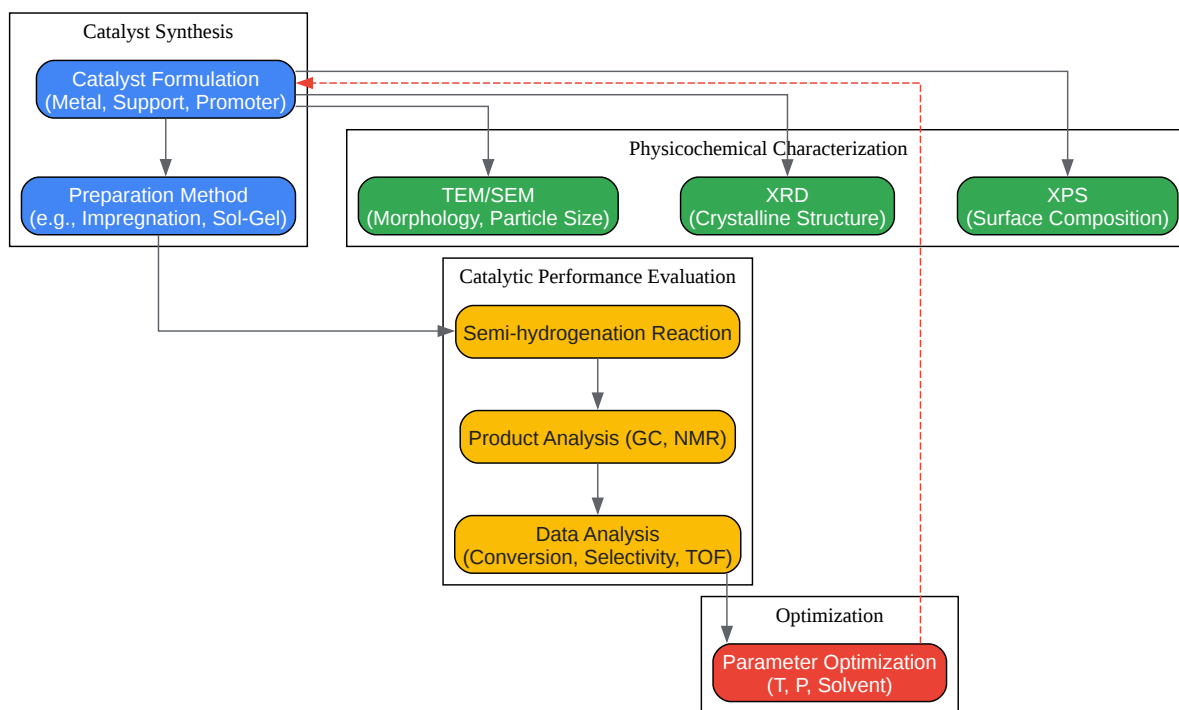 Catalyst Synthesis
Catalyst Formulation
(Metal, Support, Promoter)
Preparation Method
(e.g., Impregnation, Sol-Gel)
Physicochemical Characterization
TEM/SEM
(Morphology, Particle Size)
XRD
(Crystalline Structure)
XPS
(Surface Composition)
Catalytic Performance Evaluation
Semi-hydrogenation Reaction
Product Analysis (GC, NMR)
Data Analysis
(Conversion, Selectivity, TOF)
Optimization
Parameter Optimization
(T, P, Solvent)